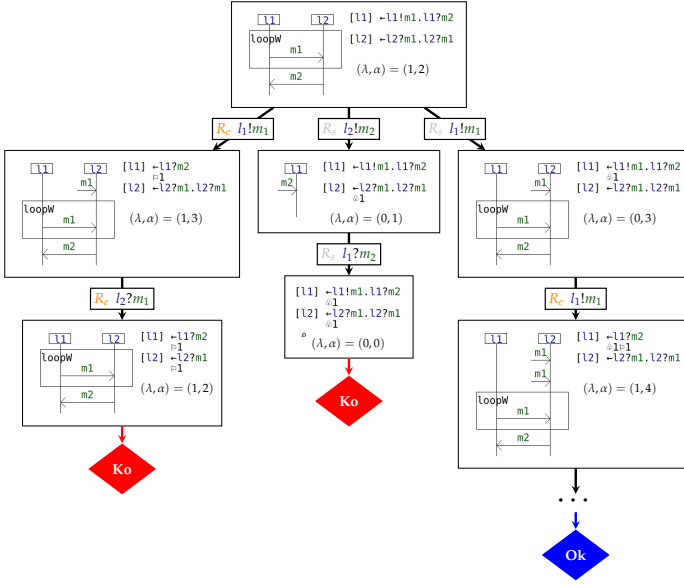 l1 l2
[l1] ←l1!m1.l1?m2
loopW
[l2] ←l2?m1.l2?m1
m1
m2
(λ,α) = (1,2)
Re l1!m1
Rs l2!m2
Rs l1!m1
l1 l2
[l1] ←l1?m2
⚐1
m1
[l2] ←l2?m1.l2?m1
loopW
m1
m2
(λ,α) = (1,3)
l1
[l1] ←l1!m1.l1?m2
m2
[l2] ←l2?m1.l2?m1
♧1
(λ,α) = (0,1)
l1 l2
[l1] ←l1!m1.l1?m2
♧1
m1
[l2] ←l2?m1.l2?m1
loopW
m1
m2
(λ,α) = (0,3)
Re l2?m1
Rs l1?m2
Re l1!m1
l1 l2
[l1] ←l1?m2
⚐1
[l2] ←l2?m1
⚐1
loopW
m1
m2
(λ,α) = (1,2)
[l1] ←l1!m1.l1?m2
♧1
[l2] ←l2?m1.l2?m1
♧1
(λ,α) = (0,0)
l1 l2
[l1] ←l1?m2
♧1⚐1
m1
[l2] ←l2?m1.l2?m1
m1
loopW
m1
m2
(λ,α) = (1,4)
Ko
Ko
...
Ok